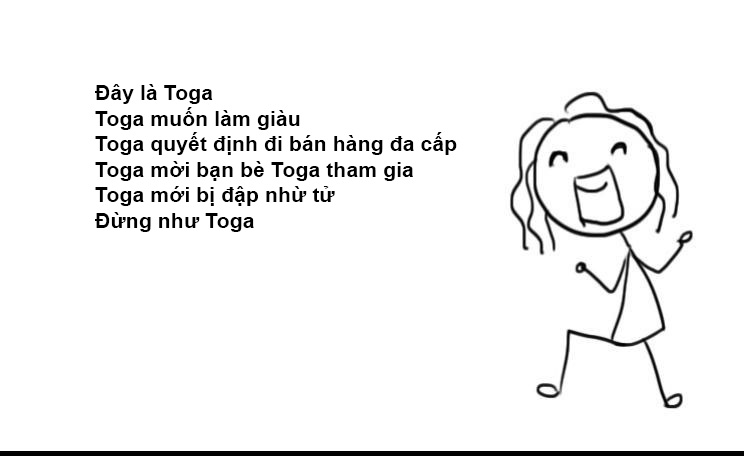 Đây là Toga
Toga muốn làm giàu
Toga quyết định đi bán hàng đa cấp
Toga mời bạn bè Toga tham gia
Toga mới bị đập nhừ tử
Đừng như Toga